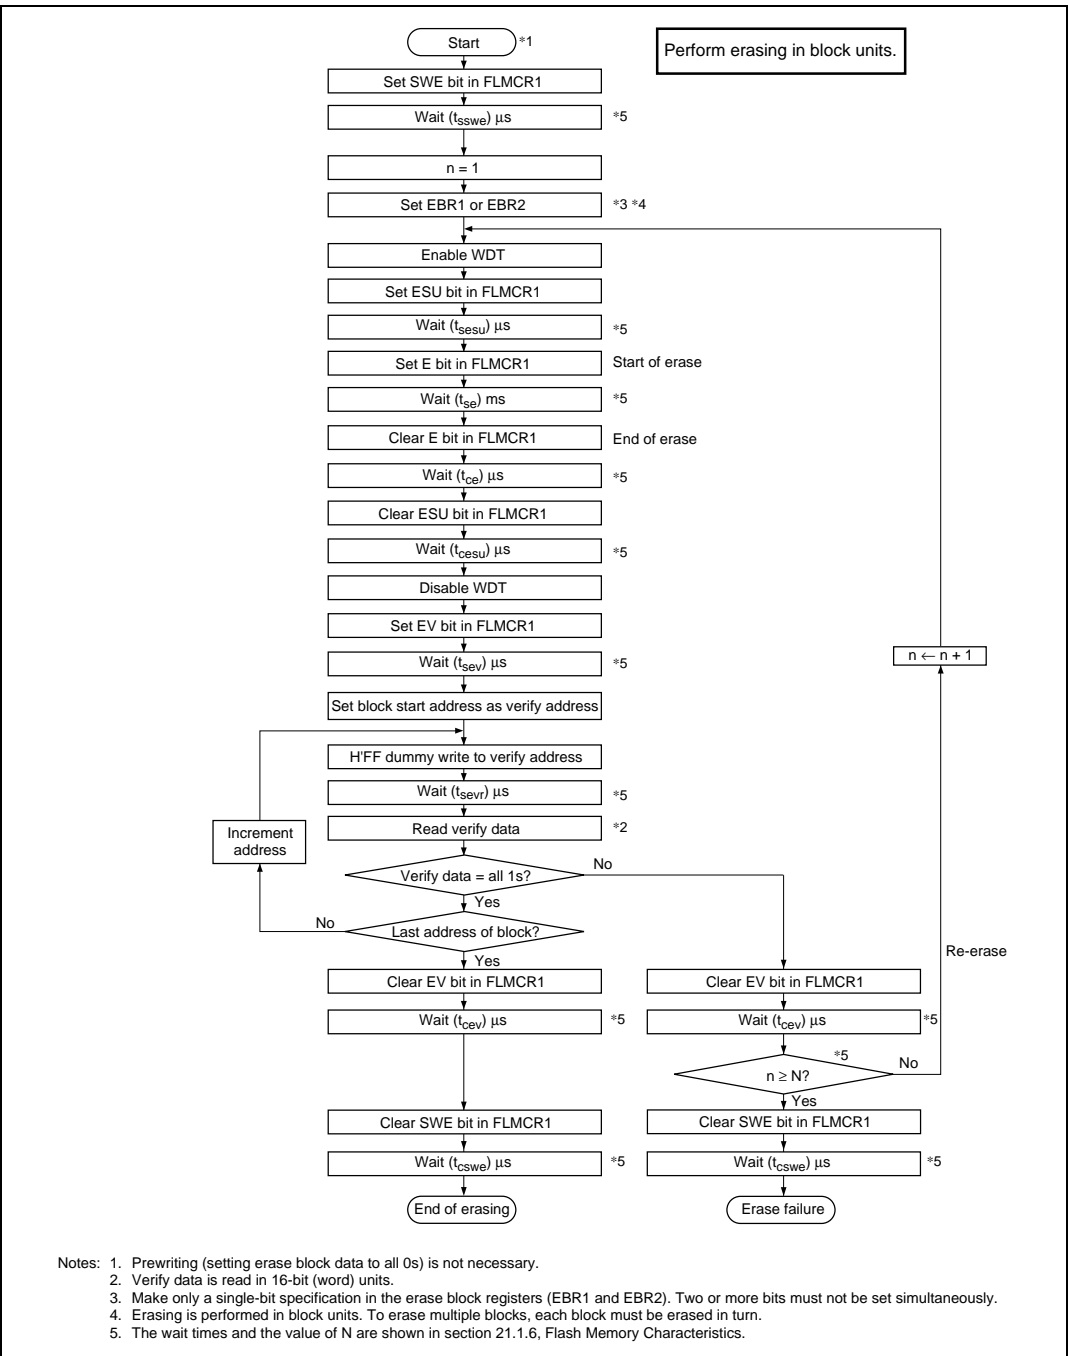 Start *1
Perform erasing in block units.
Set SWE bit in FLMCR1
Wait (tsswe) μs *5
n = 1
Set EBR1 or EBR2 *3 *4
Enable WDT
Set ESU bit in FLMCR1
Wait (tsesu) μs *5
Set E bit in FLMCR1 Start of erase
Wait (tse) ms *5
Clear E bit in FLMCR1 End of erase
Wait (tce) μs *5
Clear ESU bit in FLMCR1
Wait (tcesu) μs *5
Disable WDT
Set EV bit in FLMCR1
Wait (tsev) μs *5
n ← n + 1
Set block start address as verify address
H'FF dummy write to verify address
Wait (tsevr) μs *5
Read verify data *2
Increment
address
Verify data = all 1s?
No
Yes
Last address of block?
No
Yes
Re-erase
Clear EV bit in FLMCR1
Wait (tcev) μs *5
Clear EV bit in FLMCR1
Wait (tcev) μs *5
n ≥ N? *5
No
Yes
Clear SWE bit in FLMCR1
Wait (tcswe) μs *5
End of erasing
Clear SWE bit in FLMCR1
Wait (tcswe) μs *5
Erase failure
Notes: 1. Prewriting (setting erase block data to all 0s) is not necessary.
2. Verify data is read in 16-bit (word) units.
3. Make only a single-bit specification in the erase block registers (EBR1 and EBR2). Two or more bits must not be set simultaneously.
4. Erasing is performed in block units. To erase multiple blocks, each block must be erased in turn.
5. The wait times and the value of N are shown in section 21.1.6, Flash Memory Characteristics.